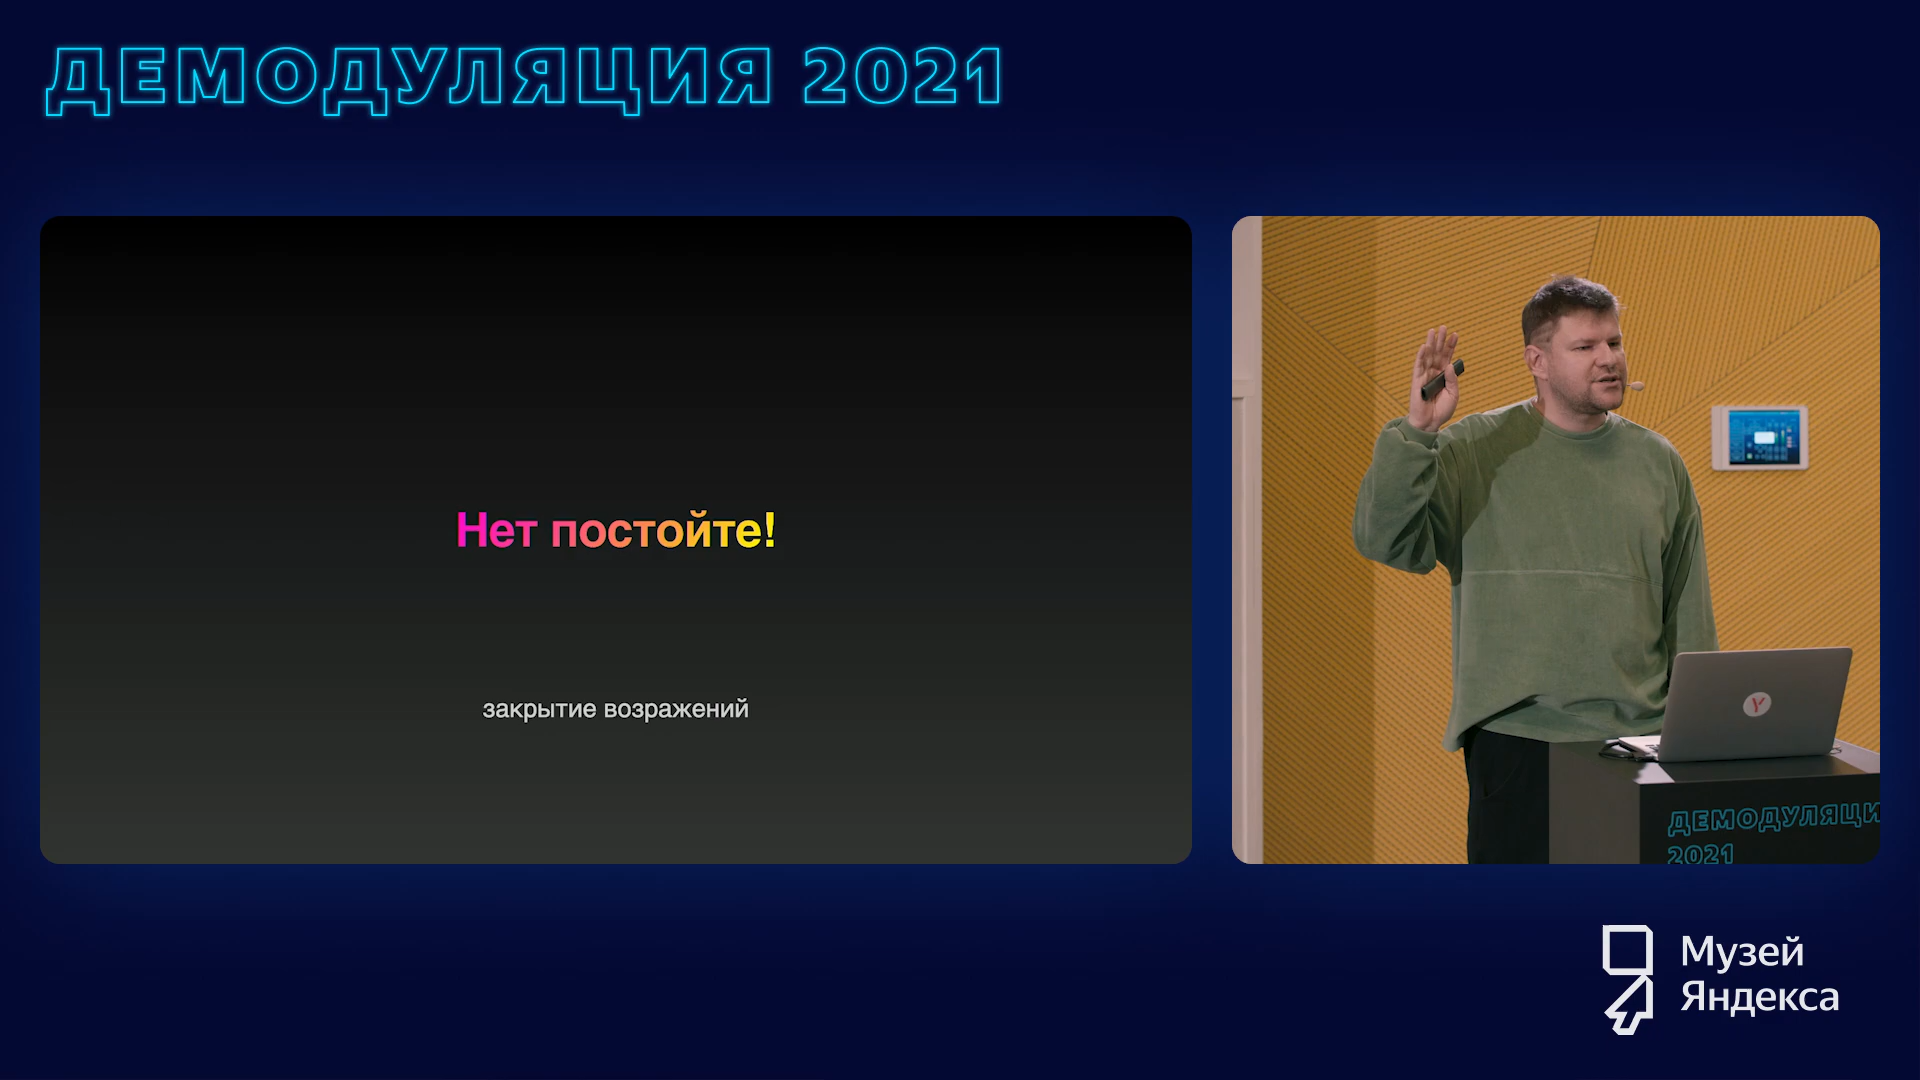 ДЕМОДУЛЯЦИЯ 2021
Нет постойте!
закрытие возражений
ДЕМОДУЛЯЦИ
2021
Музей
Яндекса